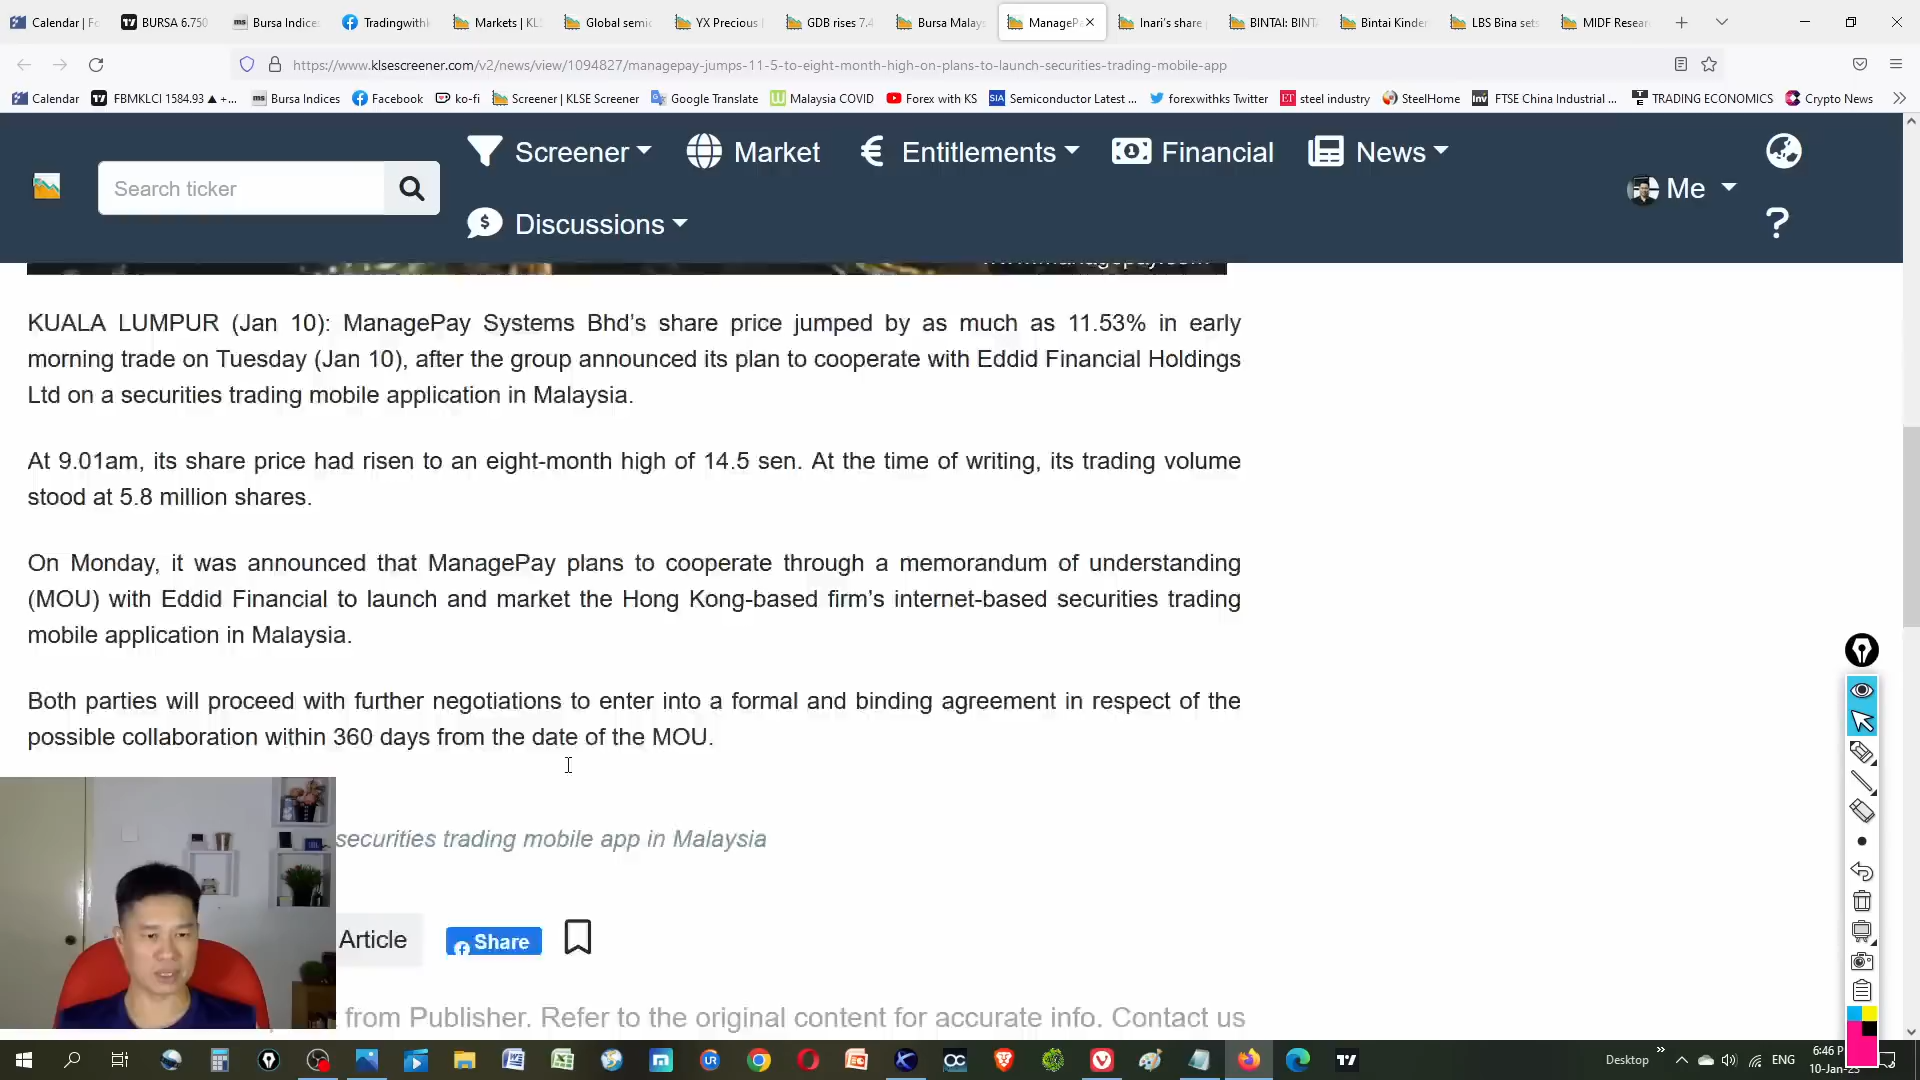 Calendar | Fo
BURSA 6.750
Bursa Indices
Tradingwith
Markets | KLS
Global semic
YX Precious
GDB rises 7.4
Bursa Malays
ManagePa
Inari's share
BINTAI: BINTA
Bintai Kinden
LBS Bina sets
MIDF Resear
https://www.klsescreener.com/v2/news/view/1094827/managepay-jumps-11-5-to-eight-month-high-on-plans-to-launch-securities-trading-mobile-app
Calendar
FBMKLCI 1584.93 ▲ +...
Bursa Indices
Facebook
ko-fi
Screener | KLSE Screener
Google Translate
Malaysia COVID
Forex with KS
Semiconductor Latest ...
forexwithks Twitter
steel industry
SteelHome
FTSE China Industrial ...
TRADING ECONOMICS
Crypto News
Search ticker
Screener
Market
Entitlements
Financial
News
Discussions
Me
KUALA LUMPUR (Jan 10): ManagePay Systems Bhd's share price jumped by as much as 11.53% in early
morning trade on Tuesday (Jan 10), after the group announced its plan to cooperate with Eddid Financial Holdings
Ltd on a securities trading mobile application in Malaysia.
At 9.01am, its share price had risen to an eight-month high of 14.5 sen. At the time of writing, its trading volume
stood at 5.8 million shares.
On Monday, it was announced that ManagePay plans to cooperate through a memorandum of understanding
(MOU) with Eddid Financial to launch and market the Hong Kong-based firm's internet-based securities trading
mobile application in Malaysia.
Both parties will proceed with further negotiations to enter into a formal and binding agreement in respect of the
possible collaboration within 360 days from the date of the MOU.
securities trading mobile app in Malaysia
Article
Share
from Publisher. Refer to the original content for accurate info. Contact us
Desktop
ENG
6:46 P
10-Jan-23